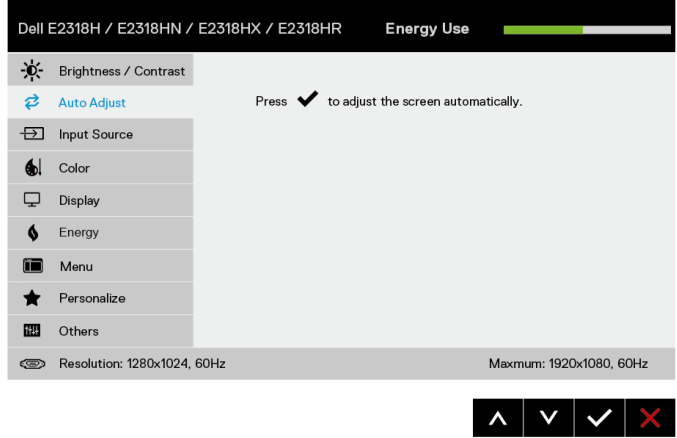 Dell E2318H / E2318HN / E2318HX / E2318HR Energy Use
Brightness / Contrast
Auto Adjust
Press to adjust the screen automatically.
Input Source
Color
Display
Energy
Menu
Personalize
Others
Resolution: 1280x1024, 60Hz Maxmum: 1920x1080, 60Hz